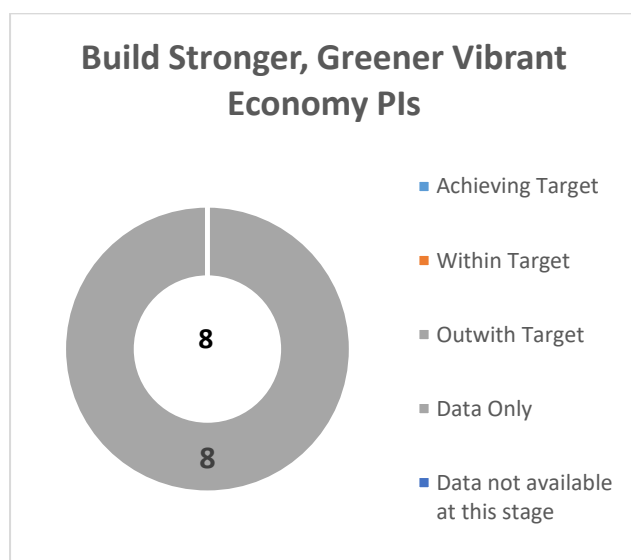 Build Stronger, Greener Vibrant
Economy PIs
Achieving Target
Within Target
Outwith Target
Data Only
Data not available
at this stage
8
8